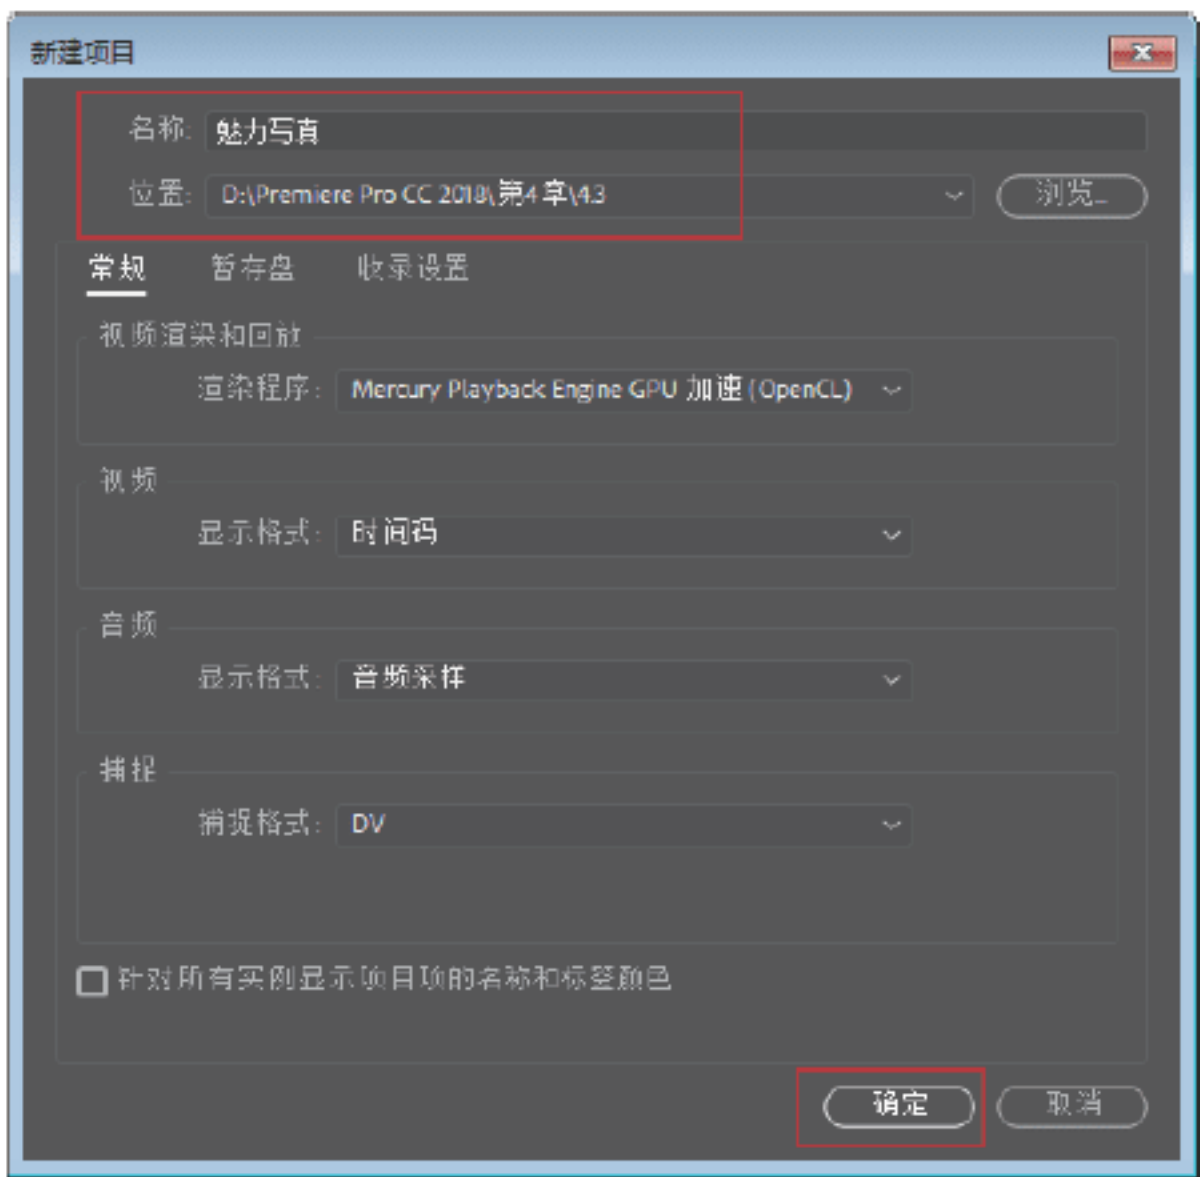 新建项目
名称: 魅力写真
位置: D:\Premiere Pro CC 2018\第4章\4.3 浏览...
常规 暂存盘 收录设置
视频渲染和回放
渲染程序: Mercury Playback Engine GPU 加速 (OpenCL)
视频
显示格式: 时间码
音频
显示格式: 音频采样
捕捉
捕捉格式: DV
针对所有实例显示项目项的名称和标签颜色
确定 取消